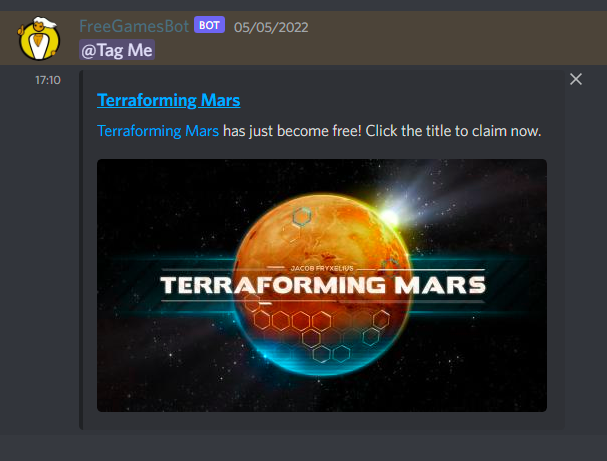 FreeGamesBot BOT 05/05/2022
@Tag Me
17:10
Terraforming Mars
Terraforming Mars has just become free! Click the title to claim now.
JACOB FRYXELIUS
TERRAFORMING MARS